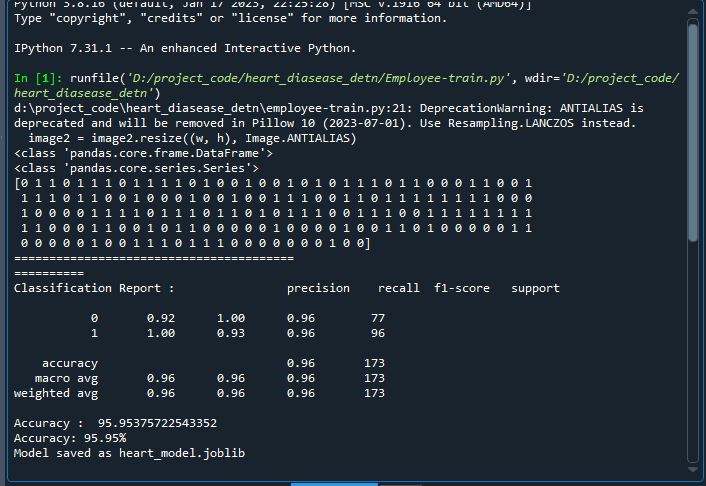 Python 3.8.16 (default, Jan 17 2023, 22:25:28) [MSC v.1916 64 bit (AMD64)]
Type "copyright", "credits" or "license" for more information.
IPython 7.31.1 -- An enhanced Interactive Python.
In [1]: runfile('D:/project_code/heart_diasease_detn/Employee-train.py', wdir='D:/project_code/
heart_diasease_detn')
d:\project_code\heart_diasease_detn\employee-train.py:21: DeprecationWarning: ANTIALIAS is
deprecated and will be removed in Pillow 10 (2023-07-01). Use Resampling.LANCZOS instead.
image2 = image2.resize((w, h), Image.ANTIALIAS)
<class 'pandas.core.frame.DataFrame'>
<class 'pandas.core.series.Series'>
[0 1 1 0 1 1 1 0 1 1 1 1 0 1 0 0 1 0 0 1 0 1 0 1 1 1 0 1 1 0 0 0 1 1 0 0 1
1 1 1 0 1 1 0 0 1 0 0 0 1 0 0 1 0 0 1 1 1 0 0 1 1 0 1 1 1 1 1 1 1 1 0 0 0
1 0 0 0 0 1 1 1 0 1 1 0 1 1 0 1 0 1 1 1 0 0 1 1 1 0 0 1 1 1 1 1 1 1 1
1 1 0 0 0 1 1 0 0 1 0 1 1 0 0 0 0 0 1 0 0 0 0 1 0 0 1 1 0 1 0 0 0 0 0 1 1
0 0 0 0 0 1 0 0 1 1 1 0 1 1 1 0 0 0 0 0 0 0 1 0 0]
========================================
==========
Classification Report : precision recall f1-score support
0 0.92 1.00 0.96 77
1 1.00 0.93 0.96 96
accuracy 0.96 173
macro avg 0.96 0.96 0.96 173
weighted avg 0.96 0.96 0.96 173
Accuracy : 95.95375722543352
Accuracy: 95.95%
Model saved as heart_model.joblib